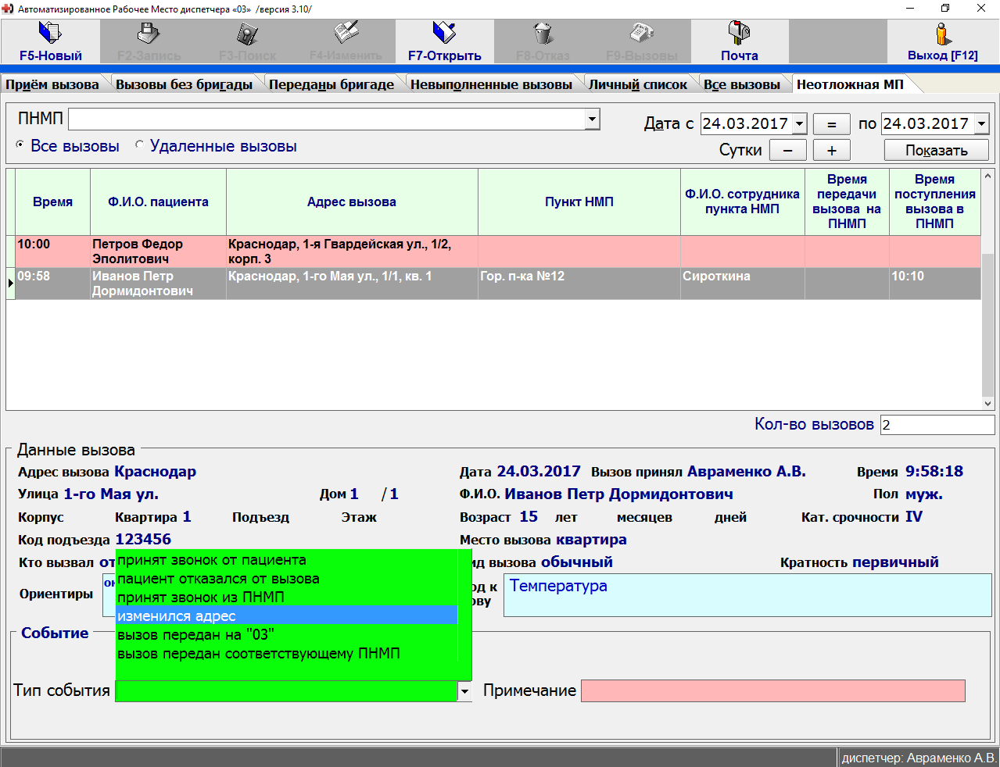 Автоматизированное Рабочее Место диспетчера «03» /версия 3.10/
F5-Новый F2-Запись F3-Поиск F4-Изменить F7-Открыть F8-Отказ F9-Вызовы Почта Выход [F12]
Приём вызова Вызовы без бригады Переданы бригаде Невыполненные вызовы Личный список Все вызовы Неотложная МП
ПНМП Дата с 24.03.2017 = по 24.03.2017
Все вызовы Удаленные вызовы Сутки − + Показать
Время Ф.И.О. пациента Адрес вызова Пункт НМП Ф.И.О. сотрудника пункта НМП Время передачи вызова на ПНМП Время поступления вызова в ПНМП
10:00 Петров Федор Эполитович Краснодар, 1-я Гвардейская ул., 1/2, корп. 3
09:58 Иванов Петр Дормидонтович Краснодар, 1-го Мая ул., 1/1, кв. 1 Гор. п-ка №12 Сироткина 10:10
Кол-во вызовов 2
Данные вызова
Адрес вызова Краснодар Дата 24.03.2017 Вызов принял Авраменко А.В. Время 9:58:18
Улица 1-го Мая ул. Дом 1 / 1 Ф.И.О. Иванов Петр Дормидонтович Пол муж.
Корпус Квартира 1 Подъезд Этаж Возраст 15 лет месяцев дней Кат. срочности IV
Код подъезда 123456 Место вызова квартира
Кто вызвал от ид вызова обычный Кратность первичный
Ориентиры од к ову Температура
принят звонок от пациента
пациент отказался от вызова
принят звонок из ПНМП
изменился адрес
вызов передан на "03"
вызов передан соответствующему ПНМП
Событие
Тип события Примечание
диспетчер: Авраменко А.В.